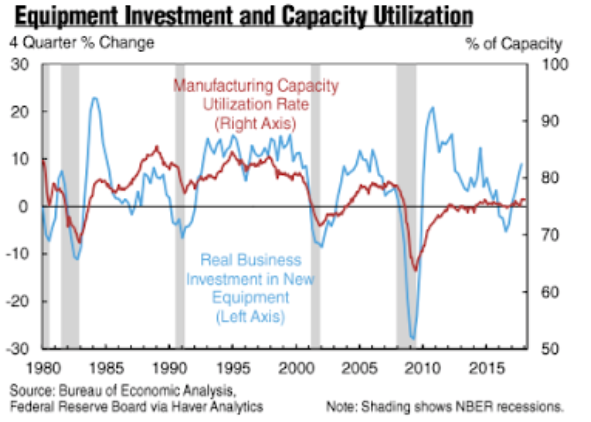 Equipment Investment and Capacity Utilization
4 Quarter % Change
% of Capacity
30
20
10
0
-10
-20
-30
100
90
80
70
60
50
Manufacturing Capacity
Utilization Rate
(Right Axis)
Real Business
Investment in New
Equipment
(Left Axis)
1980 1985 1990 1995 2000 2005 2010 2015
Source: Bureau of Economic Analysis,
Federal Reserve Board via Haver Analytics
Note: Shading shows NBER recessions.